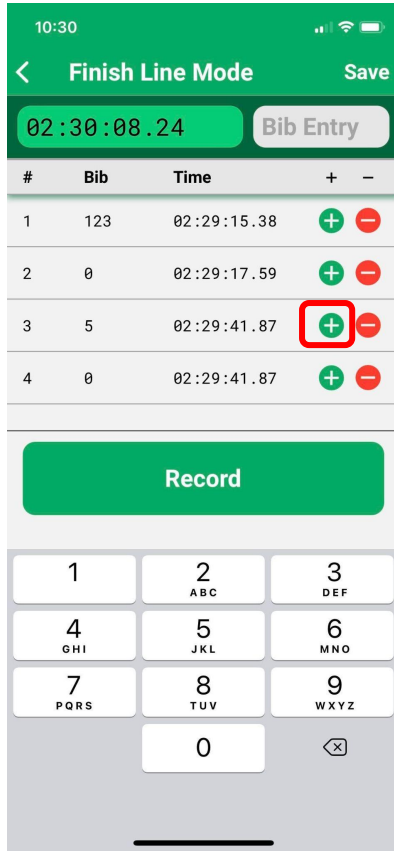 10:30
Finish Line Mode Save
02:30:08.24 Bib Entry
# Bib Time + −
1 123 02:29:15.38 + −
2 0 02:29:17.59 + −
3 5 02:29:41.87 + −
4 0 02:29:41.87 + −
Record
1 2 3
ABC DEF
4 5 6
GHI JKL MNO
7 8 9
PQRS TUV WXYZ
0